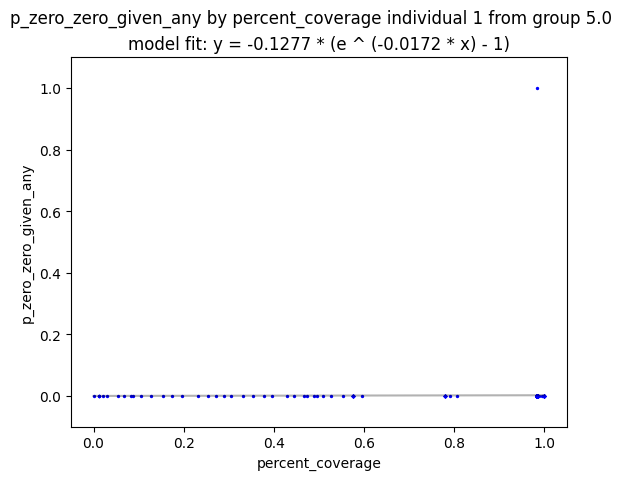 p_zero_zero_given_any by percent_coverage individual 1 from group 5.0
model fit: y = -0.1277 * (e ^ (-0.0172 * x) - 1)
1.0
0.8
0.6
0.4
0.2
0.0
p_zero_zero_given_any
0.0 0.2 0.4 0.6 0.8 1.0
percent_coverage